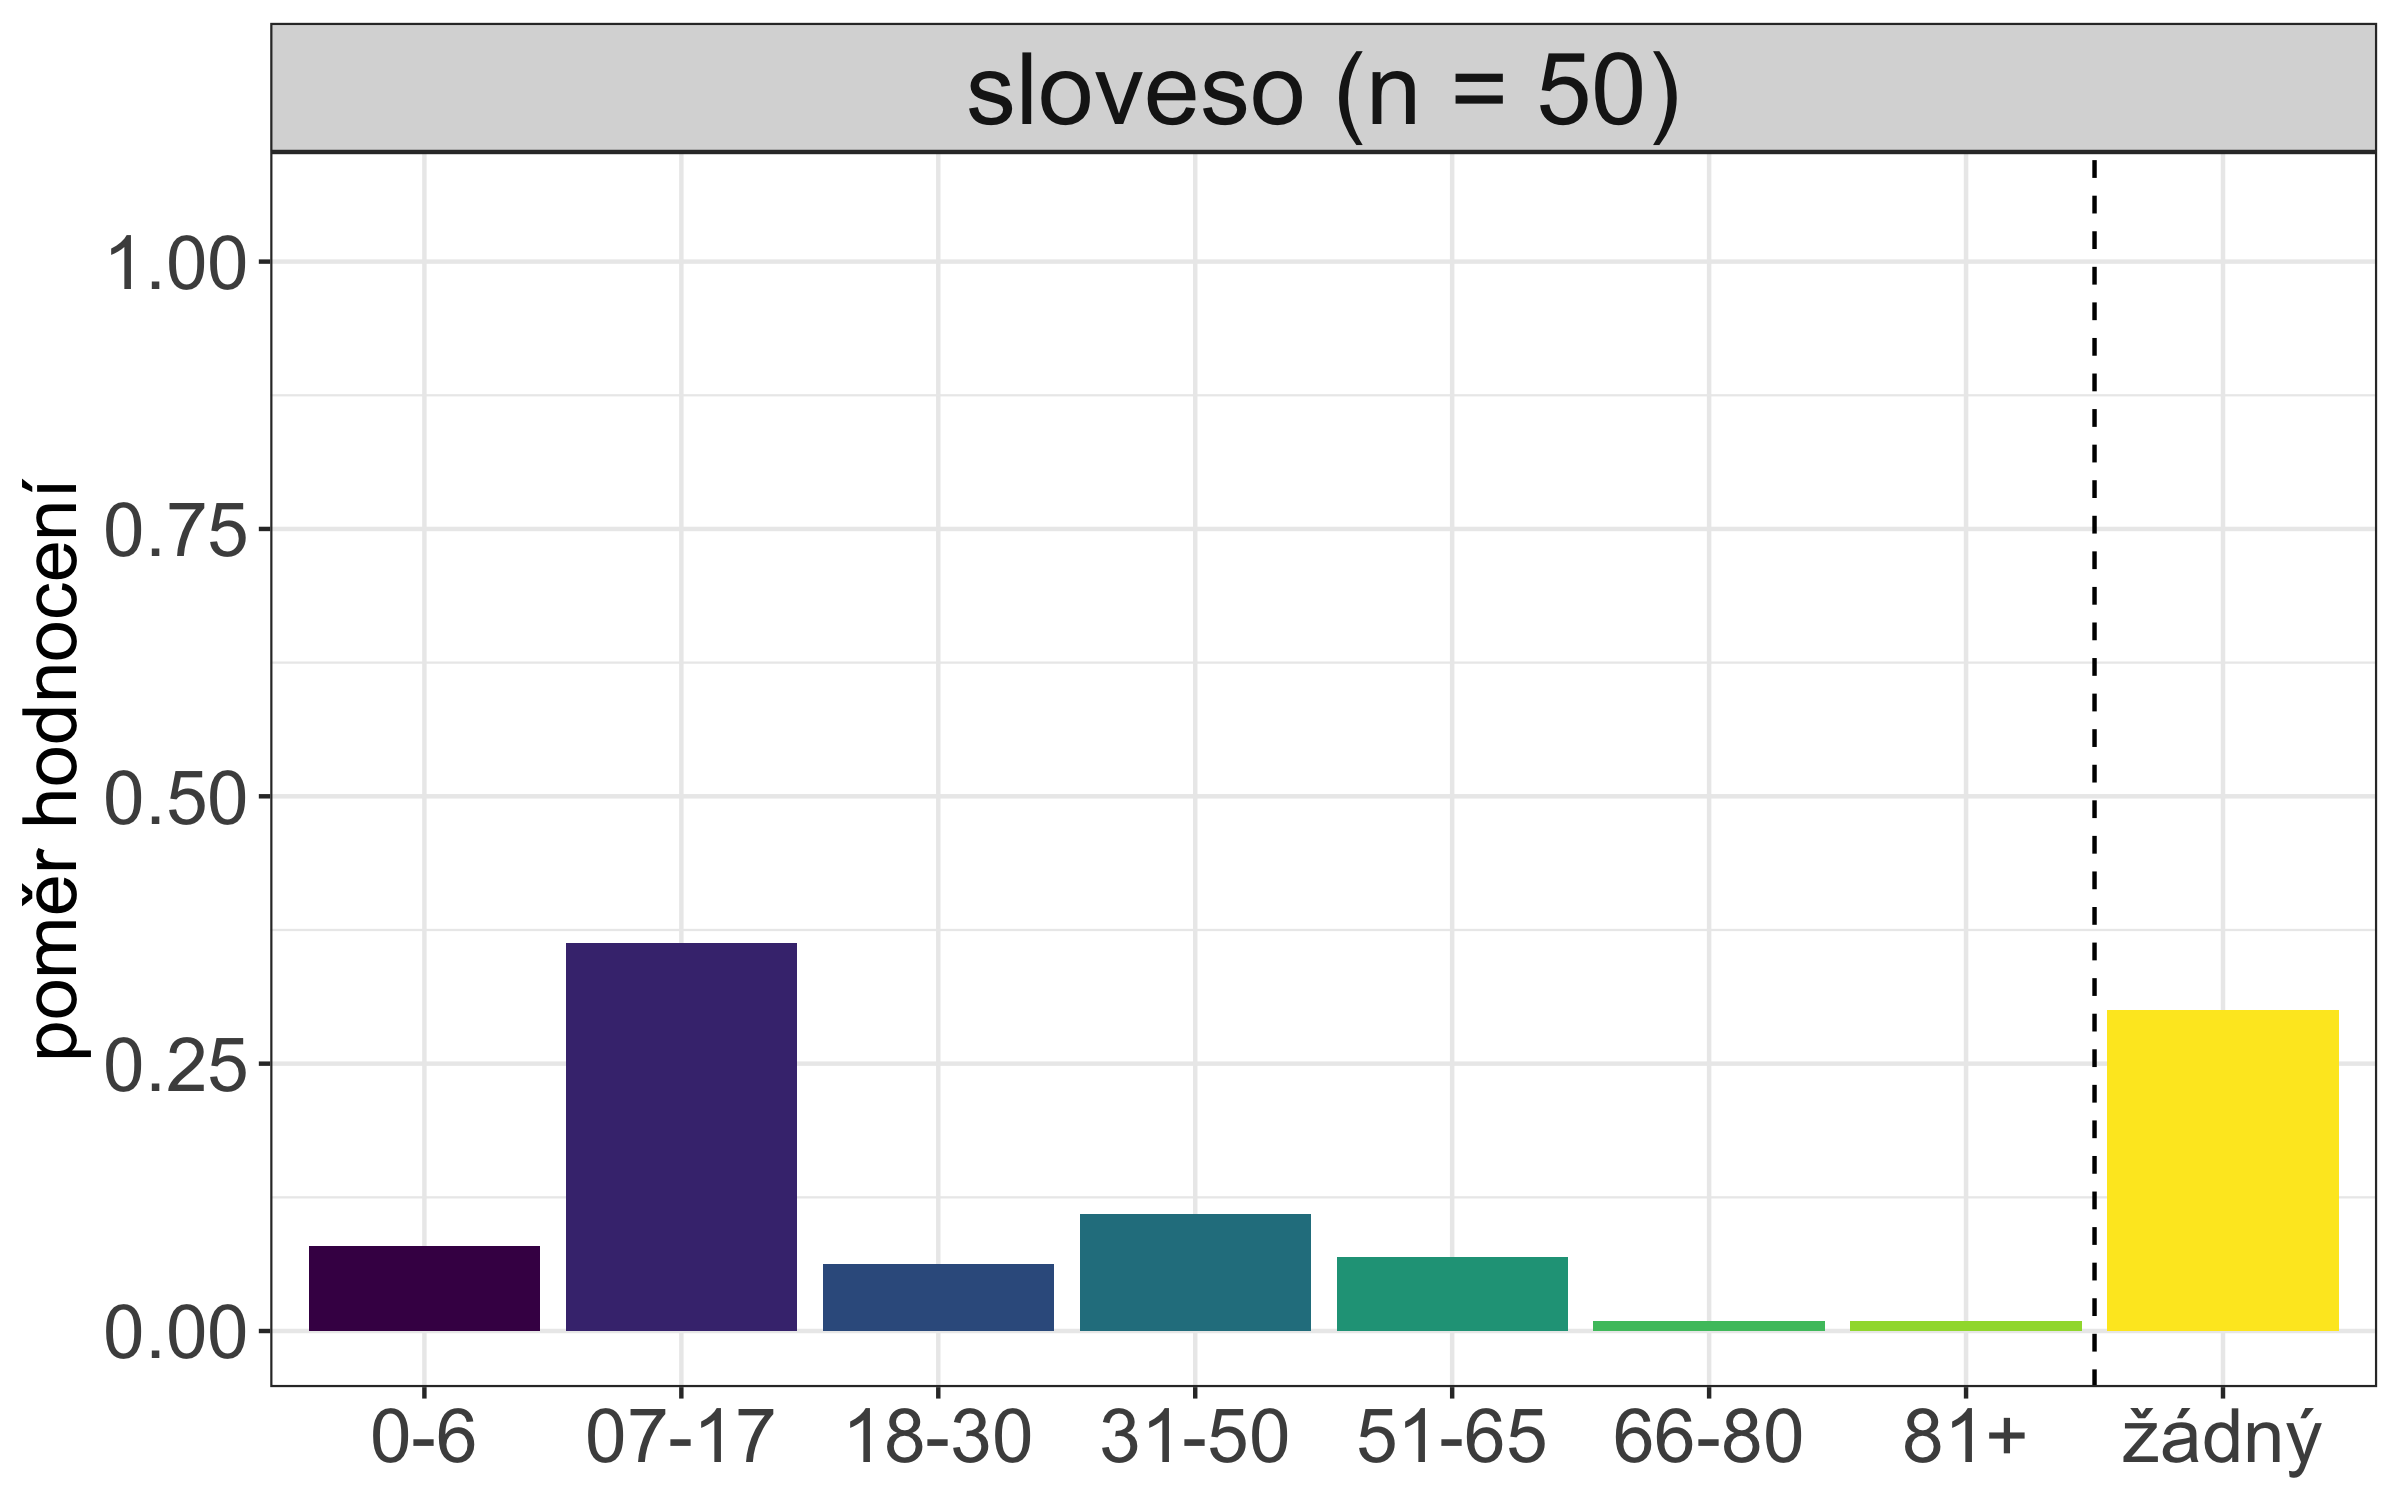 sloveso (n = 50)
poměr hodnocení
1.00
0.75
0.50
0.25
0.00
0-6 07-17 18-30 31-50 51-65 66-80 81+ žádný